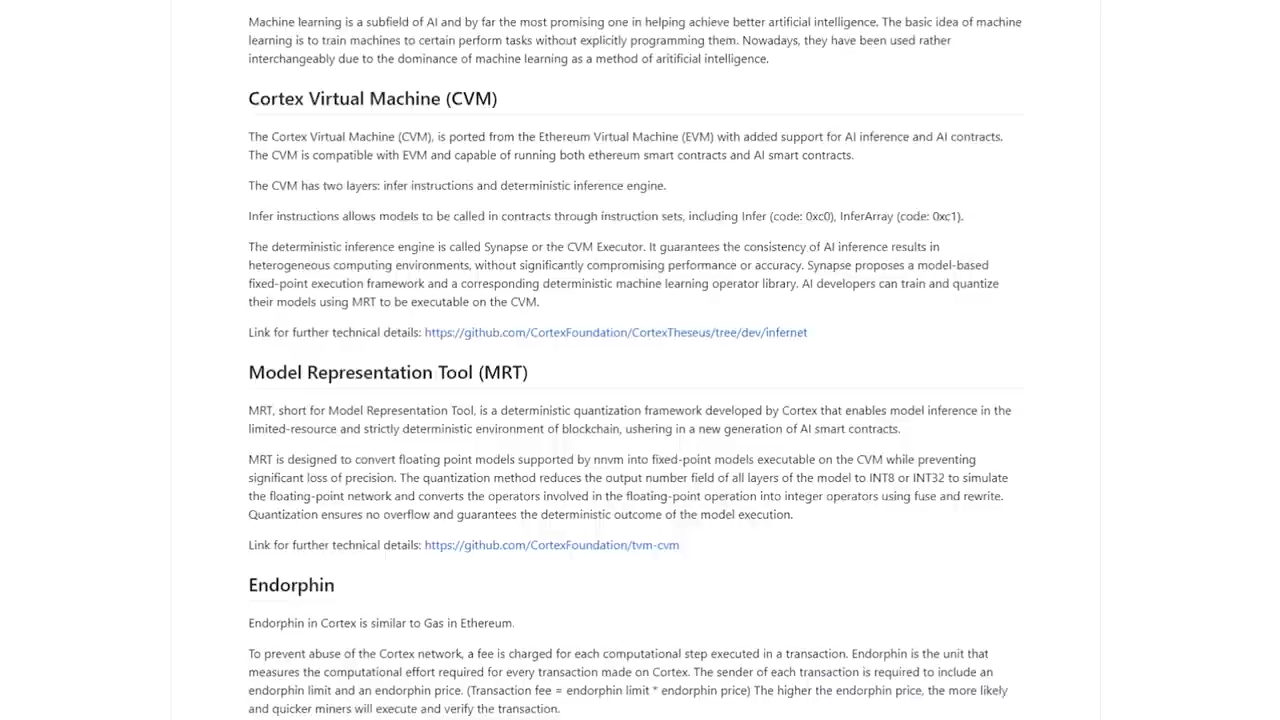 Machine learning is a subfield of AI and by far the most promising one in helping achieve better artificial intelligence. The basic idea of machine
learning is to train machines to certain perform tasks without explicitly programming them. Nowadays, they have been used rather
interchangeably due to the dominance of machine learning as a method of aritificial intelligence.
Cortex Virtual Machine (CVM)
The Cortex Virtual Machine (CVM), is ported from the Ethereum Virtual Machine (EVM) with added support for AI inference and AI contracts.
The CVM is compatible with EVM and capable of running both ethereum smart contracts and AI smart contracts.
The CVM has two layers: infer instructions and deterministic inference engine.
Infer instructions allows models to be called in contracts through instruction sets, including Infer (code: 0xc0), InferArray (code: 0xc1).
The deterministic inference engine is called Synapse or the CVM Executor. It guarantees the consistency of AI inference results in
heterogeneous computing environments, without significantly compromising performance or accuracy. Synapse proposes a model-based
fixed-point execution framework and a corresponding deterministic machine learning operator library. AI developers can train and quantize
their models using MRT to be executable on the CVM.
Link for further technical details: https://github.com/CortexFoundation/CortexTheseus/tree/dev/infernet
Model Representation Tool (MRT)
MRT, short for Model Representation Tool, is a deterministic quantization framework developed by Cortex that enables model inference in the
limited-resource and strictly deterministic environment of blockchain, ushering in a new generation of AI smart contracts.
MRT is designed to convert floating point models supported by nnvm into fixed-point models executable on the CVM while preventing
significant loss of precision. The quantization method reduces the output number field of all layers of the model to INT8 or INT32 to simulate
the floating-point network and converts the operators involved in the floating-point operation into integer operators using fuse and rewrite.
Quantization ensures no overflow and guarantees the deterministic outcome of the model execution.
Link for further technical details: https://github.com/CortexFoundation/tvm-cvm
Endorphin
Endorphin in Cortex is similar to Gas in Ethereum.
To prevent abuse of the Cortex network, a fee is charged for each computational step executed in a transaction. Endorphin is the unit that
measures the computational effort required for every transaction made on Cortex. The sender of each transaction is required to include an
endorphin limit and an endorphin price. (Transaction fee = endorphin limit * endorphin price) The higher the endorphin price, the more likely
and quicker miners will execute and verify the transaction.